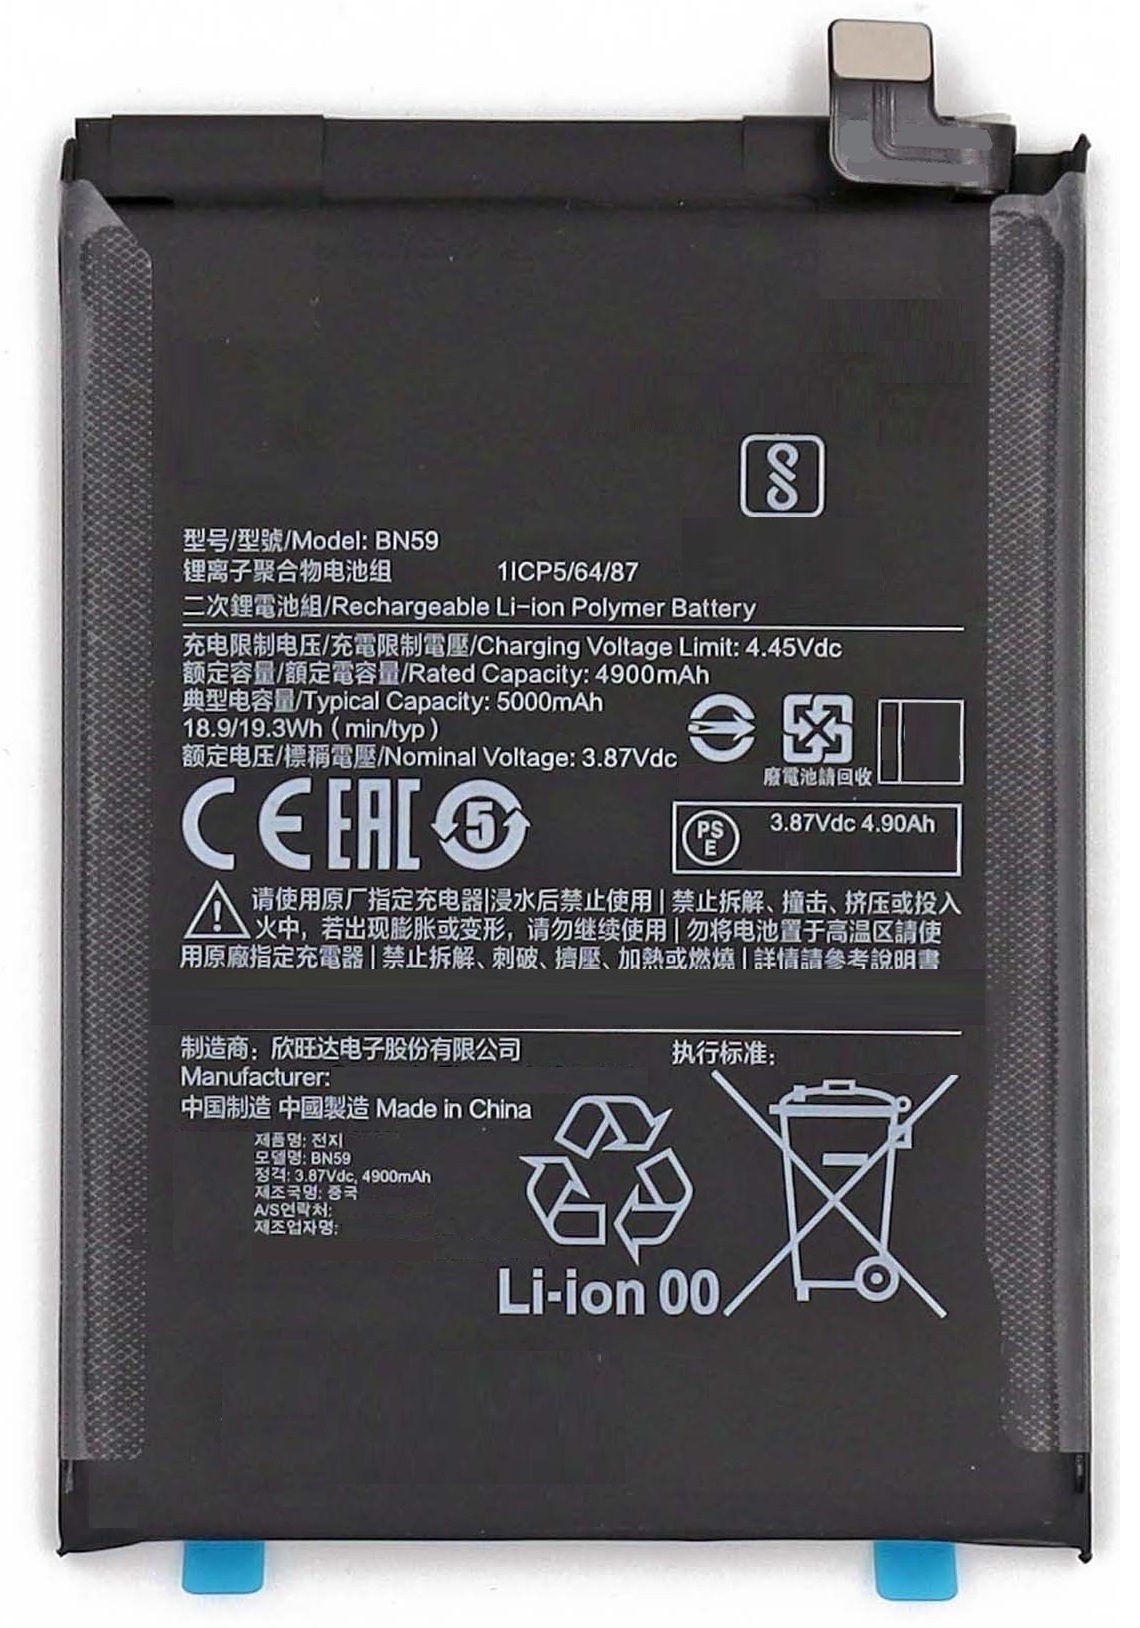 型号/型號/Model: BN59
锂离子聚合物电池组 1ICP5/64/87
二次鋰電池組/Rechargeable Li-ion Polymer Battery
充电限制电压/充電限制電壓/Charging Voltage Limit: 4.45Vdc
额定容量/額定電容量/Rated Capacity: 4900mAh
典型电容量/Typical Capacity: 5000mAh
18.9/19.3Wh (min/typ)
额定电压/標稱電壓/Nominal Voltage: 3.87Vdc
廢電池請回收
CE EAC 5
PS E 3.87Vdc 4.90Ah
请使用原厂指定充电器|浸水后禁止使用|禁止拆解、撞击、挤压或投入
火中，若出现膨胀或变形，请勿继续使用|勿将电池置于高温区請使
用原廠指定充電器|禁止拆解、刺破、擠壓、加熱或燃燒|詳情請參考說明書
制造商：欣旺达电子股份有限公司
执行标准：
Manufacturer:
中国制造 中國製造 Made in China
제품명: 전지
모델명: BN59
정격: 3.87Vdc, 4900mAh
제조국명: 중국
A/S연락처:
제조업자명:
Li-ion 00